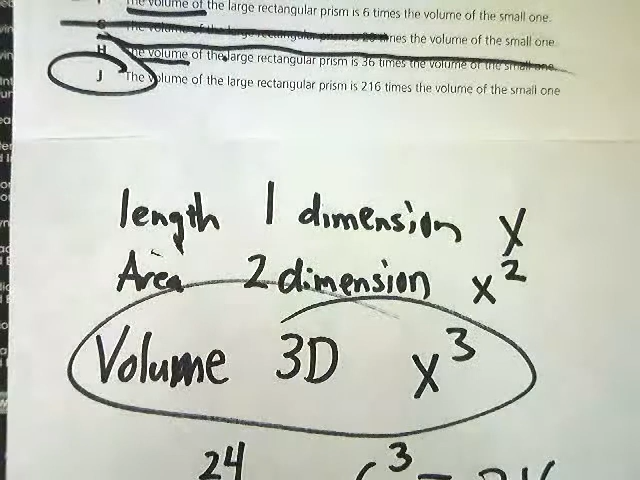 The volume of the large rectangular prism is 6 times the volume of the small one.
G The volume of the large rectangular prism is times the volume of the small one.
H The volume of the large rectangular prism is 36 times the volume of the small one.
J The volume of the large rectangular prism is 216 times the volume of the small one
length 1 dimension X
Area 2 dimension x²
Volume 3D x³
24